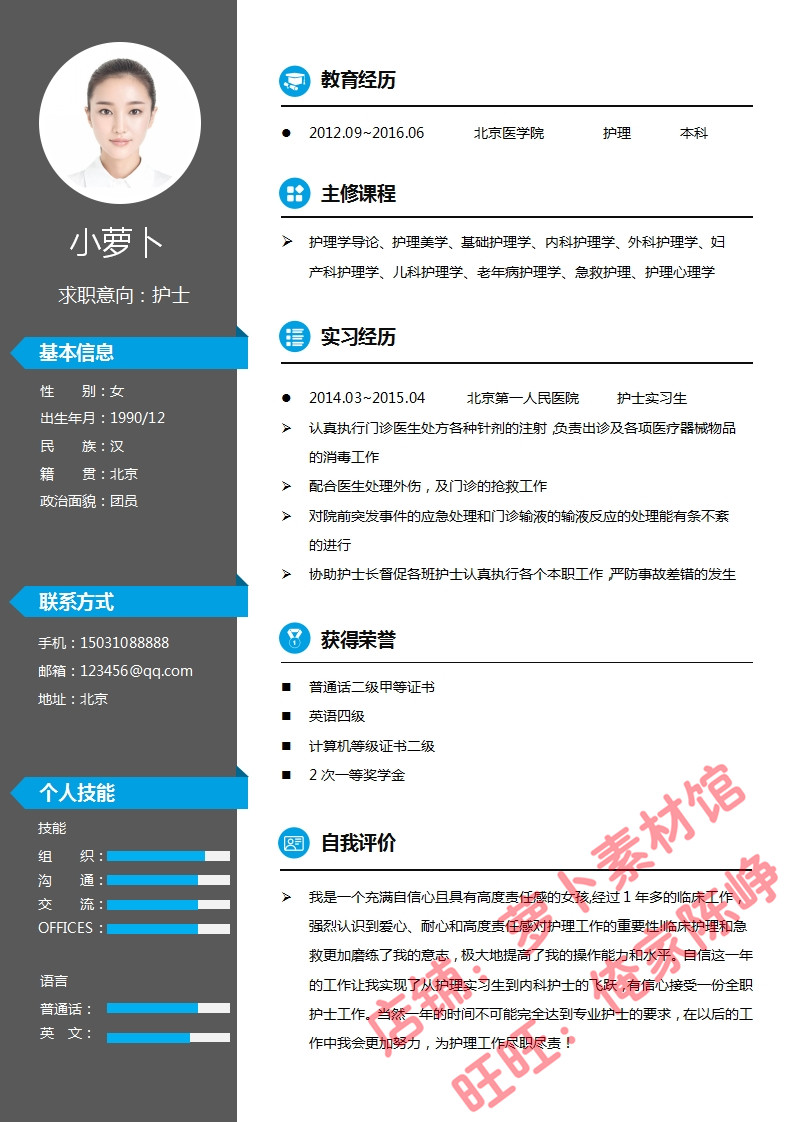 小萝卜
求职意向：护士
基本信息
性　　别：女
出生年月：1990/12
民　　族：汉
籍　　贯：北京
政治面貌：团员
联系方式
手机：15031088888
邮箱：123456@qq.com
地址：北京
个人技能
技能
组　　织：
沟　　通：
交　　流：
OFFICES：
语言
普通话：
英　文：
教育经历
2012.09~2016.06　北京医学院　护理　本科
主修课程
护理学导论、护理美学、基础护理学、内科护理学、外科护理学、妇
产科护理学、儿科护理学、老年病护理学、急救护理、护理心理学
实习经历
2014.03~2015.04　北京第一人民医院　护士实习生
认真执行门诊医生处方各种针剂的注射,负责出诊及各项医疗器械物品
的消毒工作
配合医生处理外伤，及门诊的抢救工作
对院前突发事件的应急处理和门诊输液的输液反应的处理能有条不紊
的进行
协助护士长督促各班护士认真执行各个本职工作,严防事故差错的发生
获得荣誉
普通话二级甲等证书
英语四级
计算机等级证书二级
2 次一等奖学金
自我评价
我是一个充满自信心且具有高度责任感的女孩,经过 1 年多的临床工作，
强烈认识到爱心、耐心和高度责任感对护理工作的重要性!临床护理和急
救更加磨练了我的意志，极大地提高了我的操作能力和水平。自信这一年
的工作让我实现了从护理实习生到内科护士的飞跃，有信心接受一份全职
护士工作。当然一年的时间不可能完全达到专业护士的要求，在以后的工
作中我会更加努力，为护理工作尽职尽责！
店铺：萝卜素材馆
旺旺：俺家陈峥